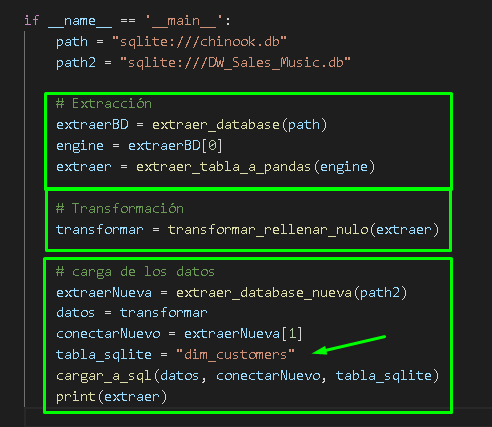 if __name__ == '__main__':
    path = "sqlite:///chinook.db"
    path2 = "sqlite:///DW_Sales_Music.db"
    # Extracción
    extraerBD = extraer_database(path)
    engine = extraerBD[0]
    extraer = extraer_tabla_a_pandas(engine)
    # Transformación
    transformar = transformar_rellenar_nulo(extraer)
    # carga de los datos
    extraerNueva = extraer_database_nueva(path2)
    datos = transformar
    conectarNuevo = extraerNueva[1]
    tabla_sqlite = "dim_customers"
    cargar_a_sql(datos, conectarNuevo, tabla_sqlite)
    print(extraer)